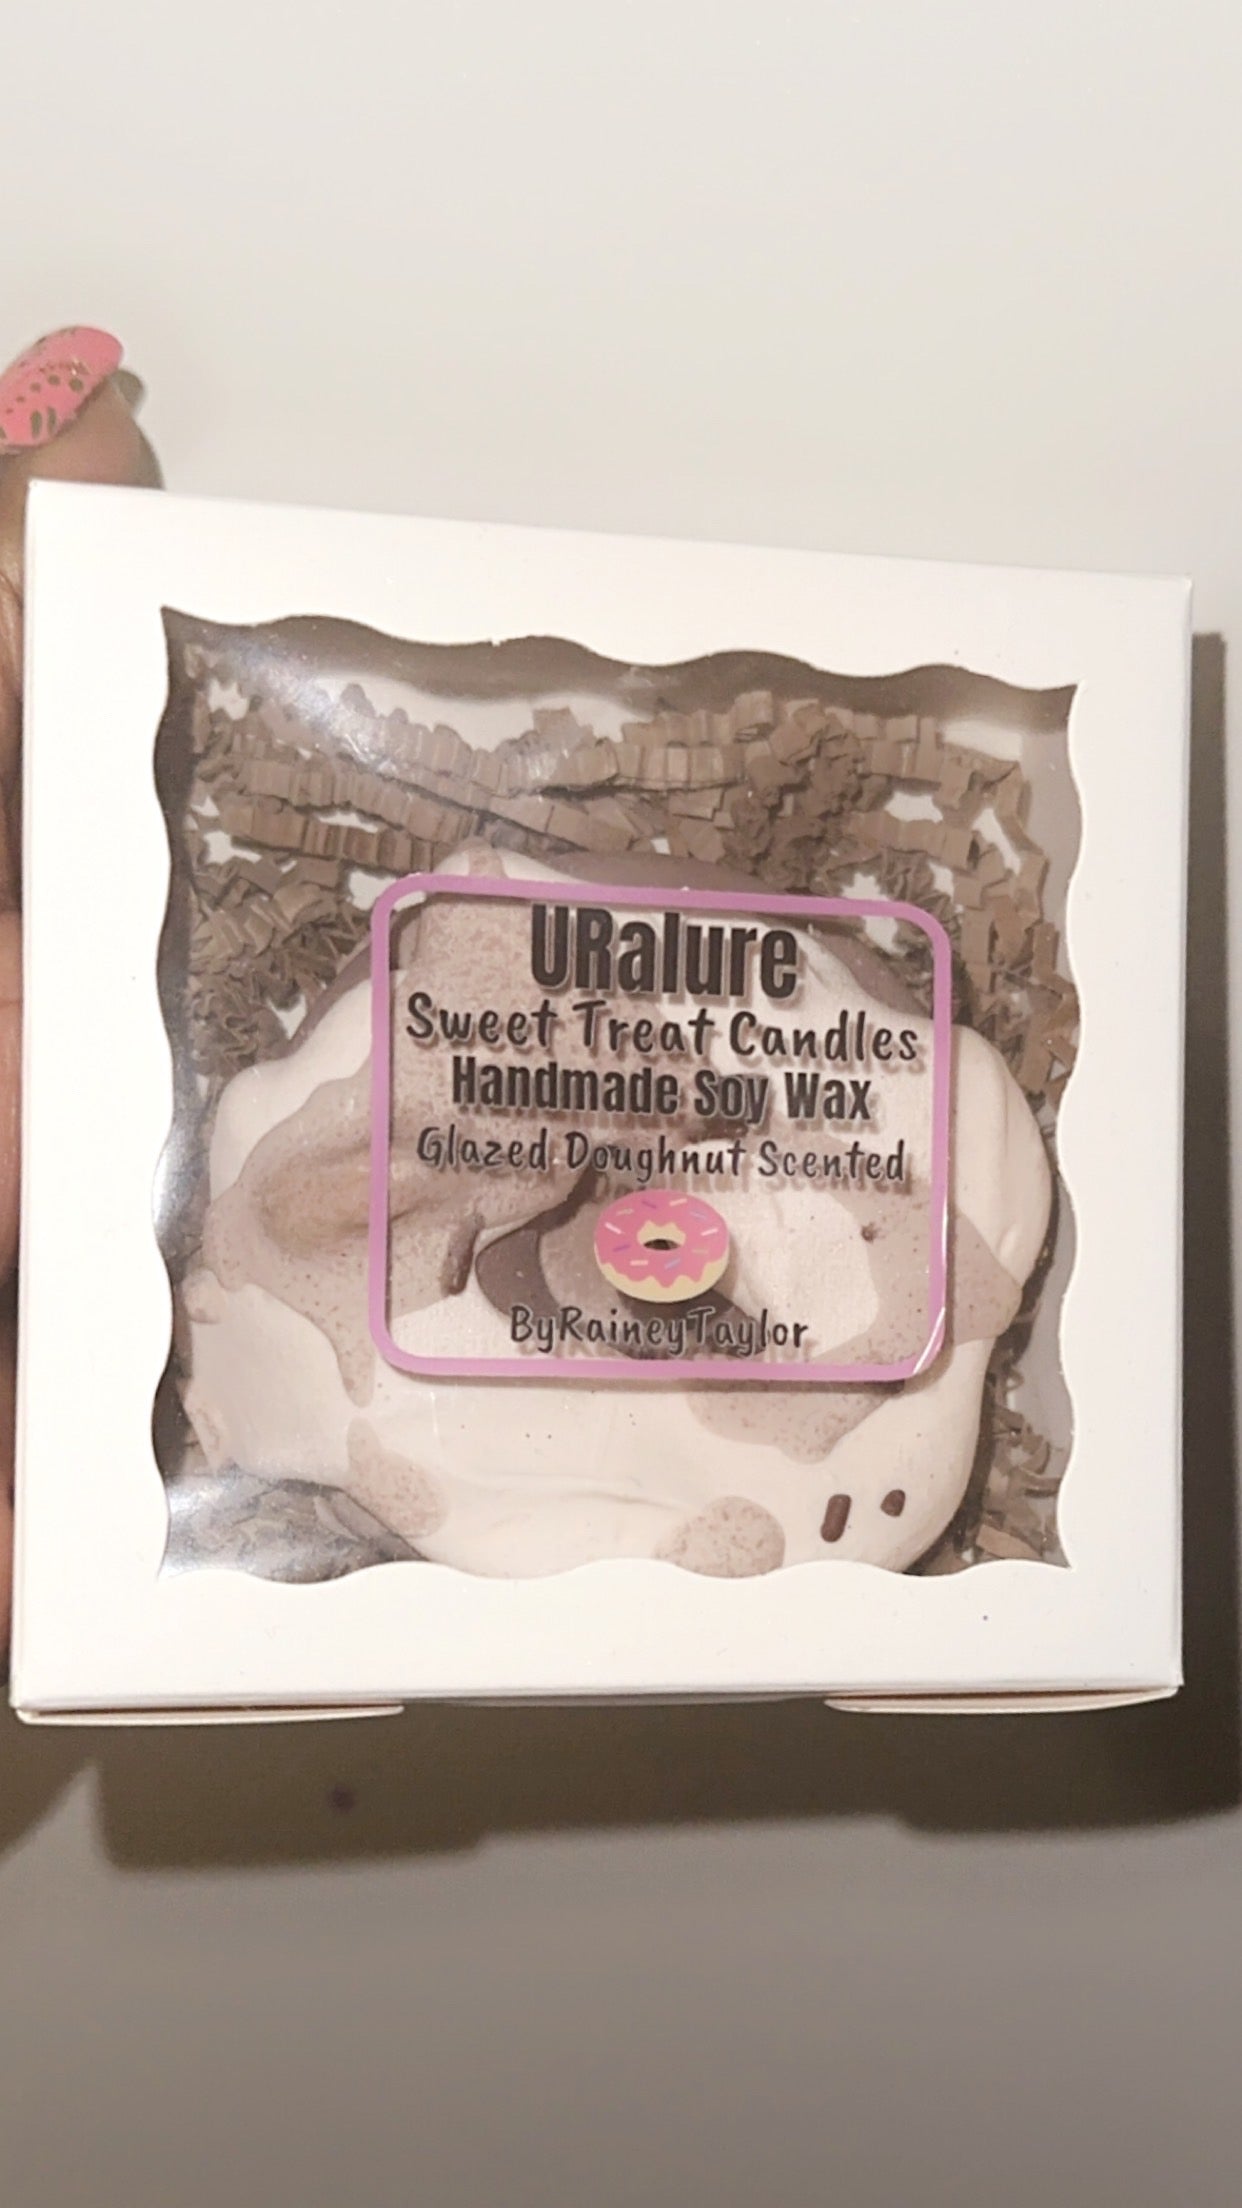 URalure
Sweet Treat Candles
Handmade Soy Wax
Glazed Doughnut Scented
ByRaineyTaylor